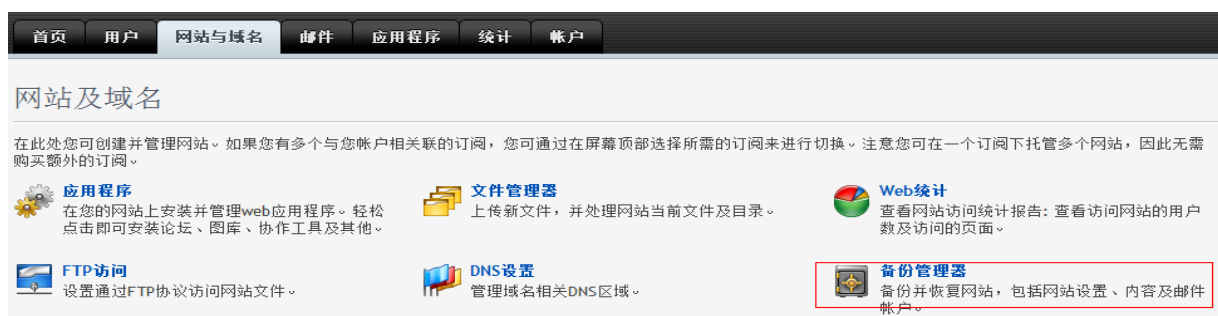 首页 用户 网站与域名 邮件 应用程序 统计 帐户
网站及域名
在此处您可创建并管理网站。如果您有多个与您帐户相关联的订阅，您可通过在屏幕顶部选择所需的订阅来进行切换。注意您可在一个订阅下托管多个网站，因此无需
购买额外的订阅。
应用程序
在您的网站上安装并管理web应用程序。轻松
点击即可安装论坛、图库、协作工具及其他。
文件管理器
上传新文件，并处理网站当前文件及目录。
Web统计
查看网站访问统计报告: 查看访问网站的用户
数及访问的页面。
FTP访问
设置通过FTP协议访问网站文件。
DNS设置
管理域名相关DNS区域。
备份管理器
备份并恢复网站，包括网站设置、内容及邮件
帐户。